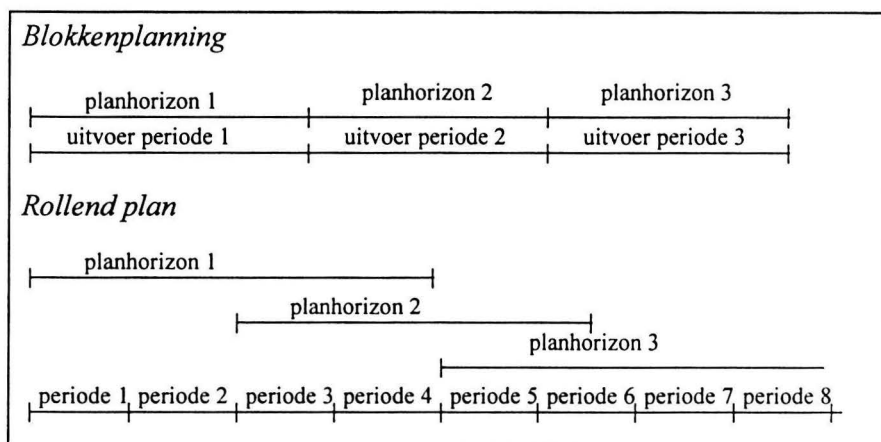 Blokkenplanning
planhorizon 1 planhorizon 2 planhorizon 3
uitvoer periode 1 uitvoer periode 2 uitvoer periode 3
Rollend plan
planhorizon 1
planhorizon 2
planhorizon 3
periode 1 periode 2 periode 3 periode 4 periode 5 periode 6 periode 7 periode 8